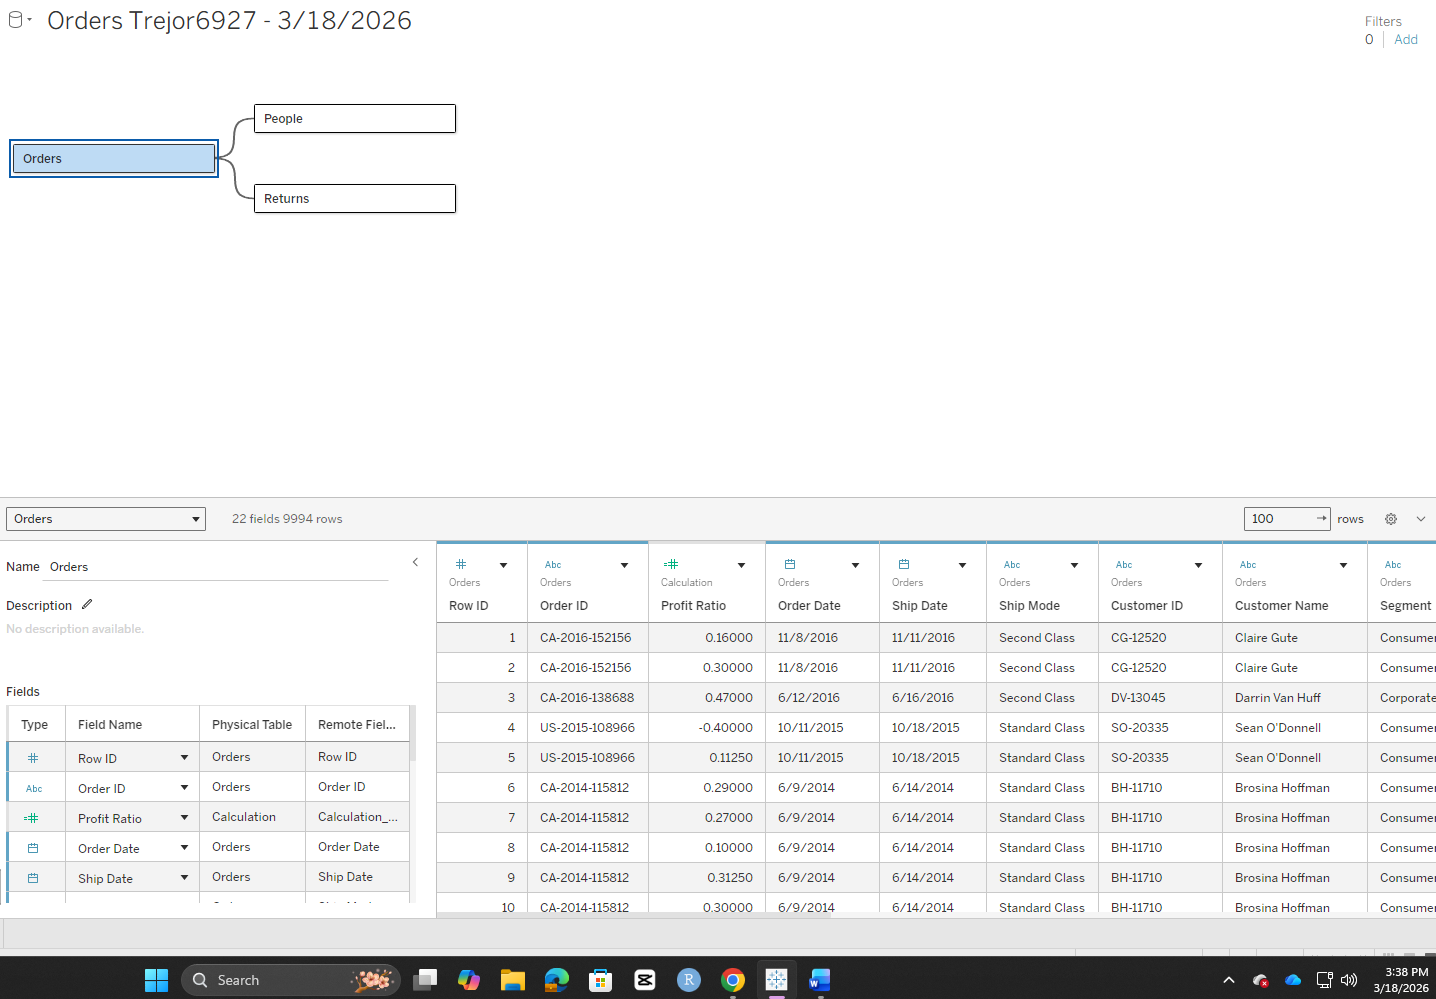 Orders Trejor6927 - 3/18/2026
Filters
0 Add
People
Orders
Returns
Orders 22 fields 9994 rows 100 rows
Name Orders
Description
No description available.
Fields
Type Field Name Physical Table Remote Fiel...
# Row ID Orders Row ID
Abc Order ID Orders Order ID
=# Profit Ratio Calculation Calculation_...
Order Date Orders Order Date
Ship Date Orders Ship Date
# Abc =# Abc Abc Abc Abc
Orders Orders Calculation Orders Orders Orders Orders Orders Orders
Row ID Order ID Profit Ratio Order Date Ship Date Ship Mode Customer ID Customer Name Segment
1 CA-2016-152156 0.16000 11/8/2016 11/11/2016 Second Class CG-12520 Claire Gute Consumer
2 CA-2016-152156 0.30000 11/8/2016 11/11/2016 Second Class CG-12520 Claire Gute Consumer
3 CA-2016-138688 0.47000 6/12/2016 6/16/2016 Second Class DV-13045 Darrin Van Huff Corporate
4 US-2015-108966 -0.40000 10/11/2015 10/18/2015 Standard Class SO-20335 Sean O'Donnell Consumer
5 US-2015-108966 0.11250 10/11/2015 10/18/2015 Standard Class SO-20335 Sean O'Donnell Consumer
6 CA-2014-115812 0.29000 6/9/2014 6/14/2014 Standard Class BH-11710 Brosina Hoffman Consumer
7 CA-2014-115812 0.27000 6/9/2014 6/14/2014 Standard Class BH-11710 Brosina Hoffman Consumer
8 CA-2014-115812 0.10000 6/9/2014 6/14/2014 Standard Class BH-11710 Brosina Hoffman Consumer
9 CA-2014-115812 0.31250 6/9/2014 6/14/2014 Standard Class BH-11710 Brosina Hoffman Consumer
10 CA-2014-115812 0.30000 6/9/2014 6/14/2014 Standard Class BH-11710 Brosina Hoffman Consumer
Search
R
W
3:38 PM
3/18/2026